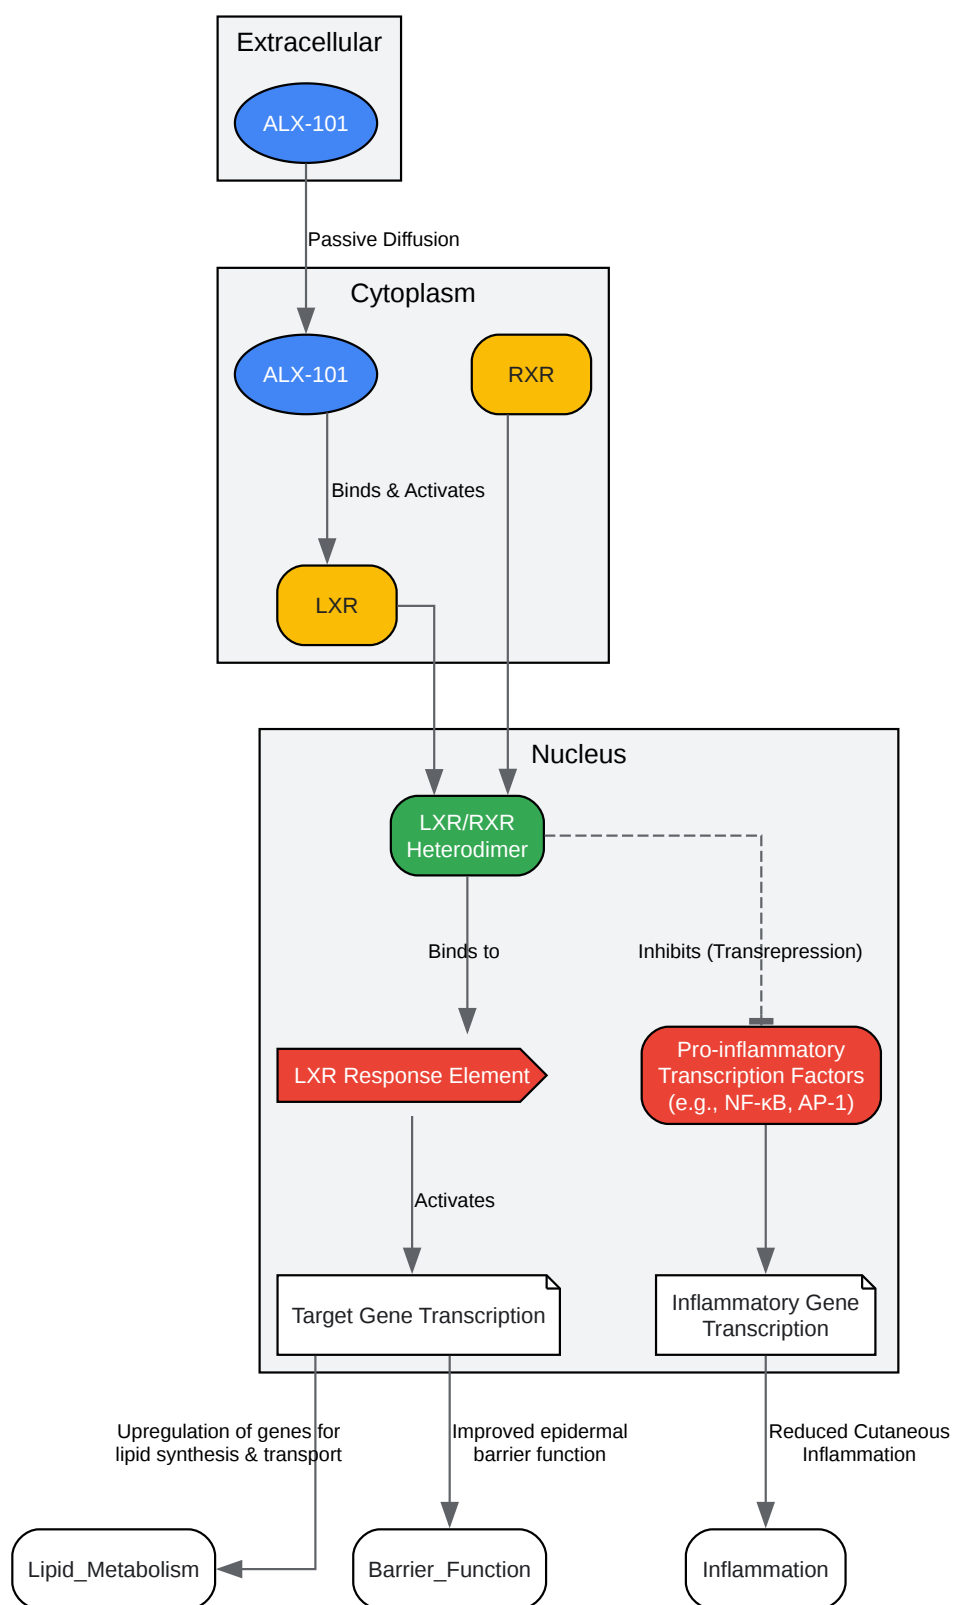 Extracellular
ALX-101
Passive Diffusion
Cytoplasm
ALX-101
RXR
Binds & Activates
LXR
Nucleus
LXR/RXR
Heterodimer
Binds to
Inhibits (Transrepression)
LXR Response Element
Pro-inflammatory
Transcription Factors
(e.g., NF-κB, AP-1)
Activates
Target Gene Transcription
Inflammatory Gene
Transcription
Upregulation of genes for
lipid synthesis & transport
Improved epidermal
barrier function
Reduced Cutaneous
Inflammation
Lipid_Metabolism
Barrier_Function
Inflammation